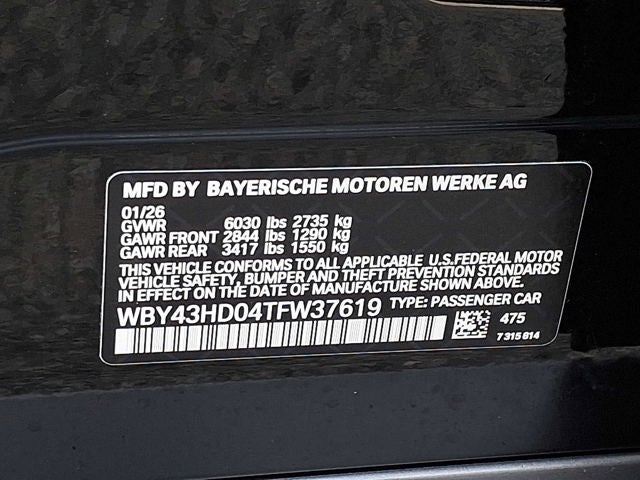 MFD BY BAYERISCHE MOTOREN WERKE AG
01/26
GVWR 6030 lbs 2735 kg
GAWR FRONT 2844 lbs 1290 kg
GAWR REAR 3417 lbs 1550 kg
THIS VEHICLE CONFORMS TO ALL APPLICABLE U.S.FEDERAL MOTOR
VEHICLE SAFETY, BUMPER AND THEFT PREVENTION STANDARDS
IN EFFECT ON THE DATE OF MANUFACTURE SHOWN ABOVE.
WBY43HD04TFW37619 TYPE: PASSENGER CAR
475
7 315 814